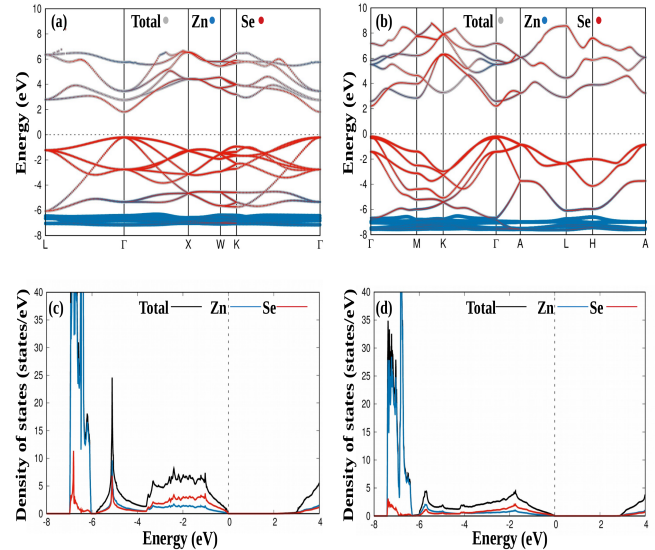 (a) Total Zn Se
Energy (eV)
8
6
4
2
0
-2
-4
-6
-8
L Γ X W K Γ
(b) Total Zn Se
Energy (eV)
10
8
6
4
2
0
-2
-4
-6
-8
Γ M K Γ A L H A
(c) Total Zn Se
Density of states (states/eV)
40
35
30
25
20
15
10
5
0
-8 -6 -4 -2 0 2 4
Energy (eV)
(d) Total Zn Se
Density of states (states/eV)
40
35
30
25
20
15
10
5
0
-8 -6 -4 -2 0 2 4
Energy (eV)